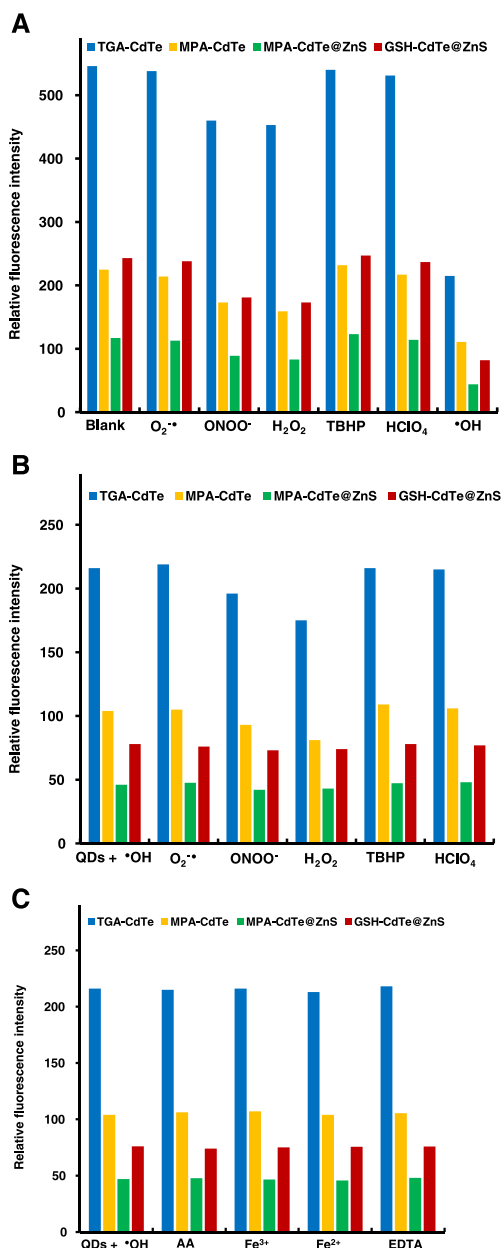 A
TGA-CdTe MPA-CdTe MPA-CdTe@ZnS GSH-CdTe@ZnS
Relative fluorescence intensity
500
400
300
200
100
0
Blank O₂⁻• ONOO⁻ H₂O₂ TBHP HClO₄ •OH
B
TGA-CdTe MPA-CdTe MPA-CdTe@ZnS GSH-CdTe@ZnS
Relative fluorescence intensity
250
200
150
100
50
0
QDs + •OH O₂⁻• ONOO⁻ H₂O₂ TBHP HClO₄
C
TGA-CdTe MPA-CdTe MPA-CdTe@ZnS GSH-CdTe@ZnS
Relative fluorescence intensity
250
200
150
100
50
0
QDs + •OH AA Fe³⁺ Fe²⁺ EDTA